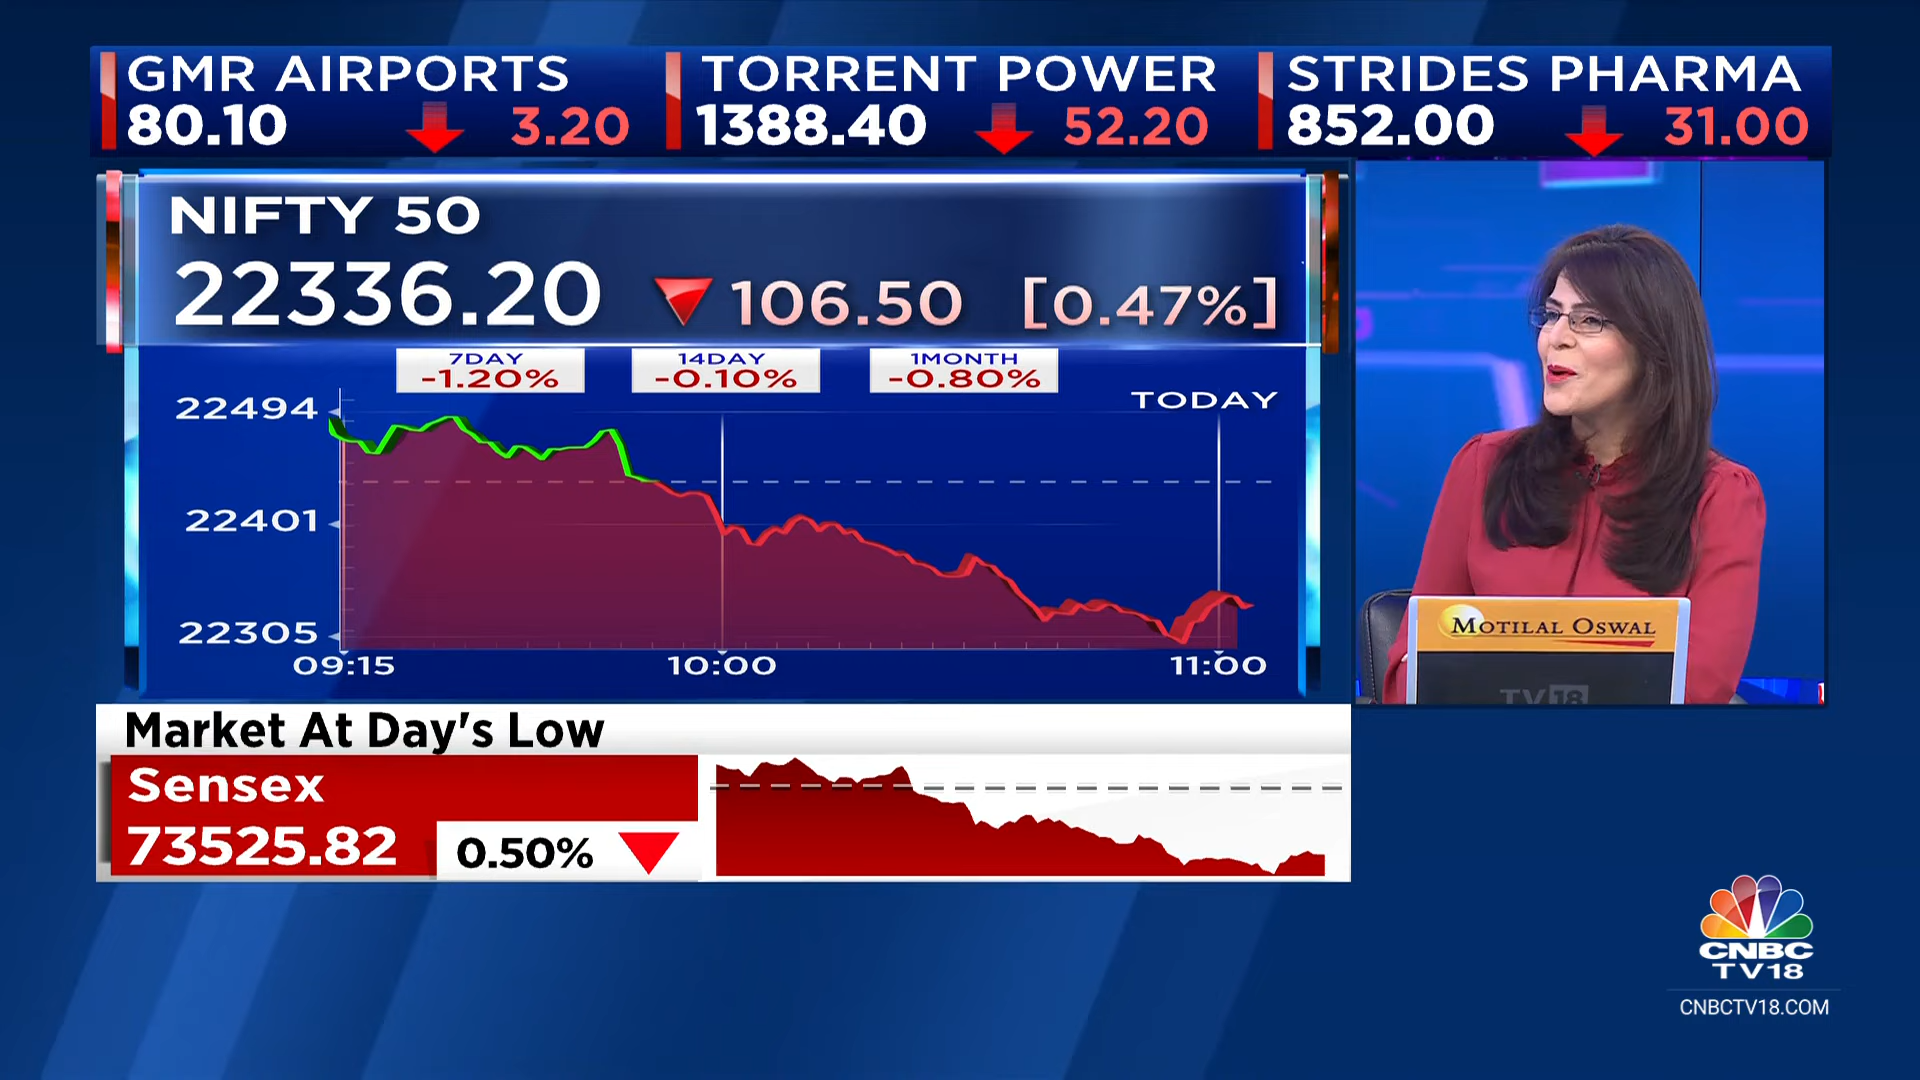 GMR AIRPORTS
80.10 3.20
TORRENT POWER
1388.40 52.20
STRIDES PHARMA
852.00 31.00
NIFTY 50
22336.20 106.50 [0.47%]
7DAY
-1.20%
14DAY
-0.10%
1MONTH
-0.80%
TODAY
22494
22401
22305
09:15 10:00 11:00
MOTILAL OSWAL
TV18
Market At Day's Low
Sensex
73525.82 0.50%
CNBC
TV18
CNBCTV18.COM